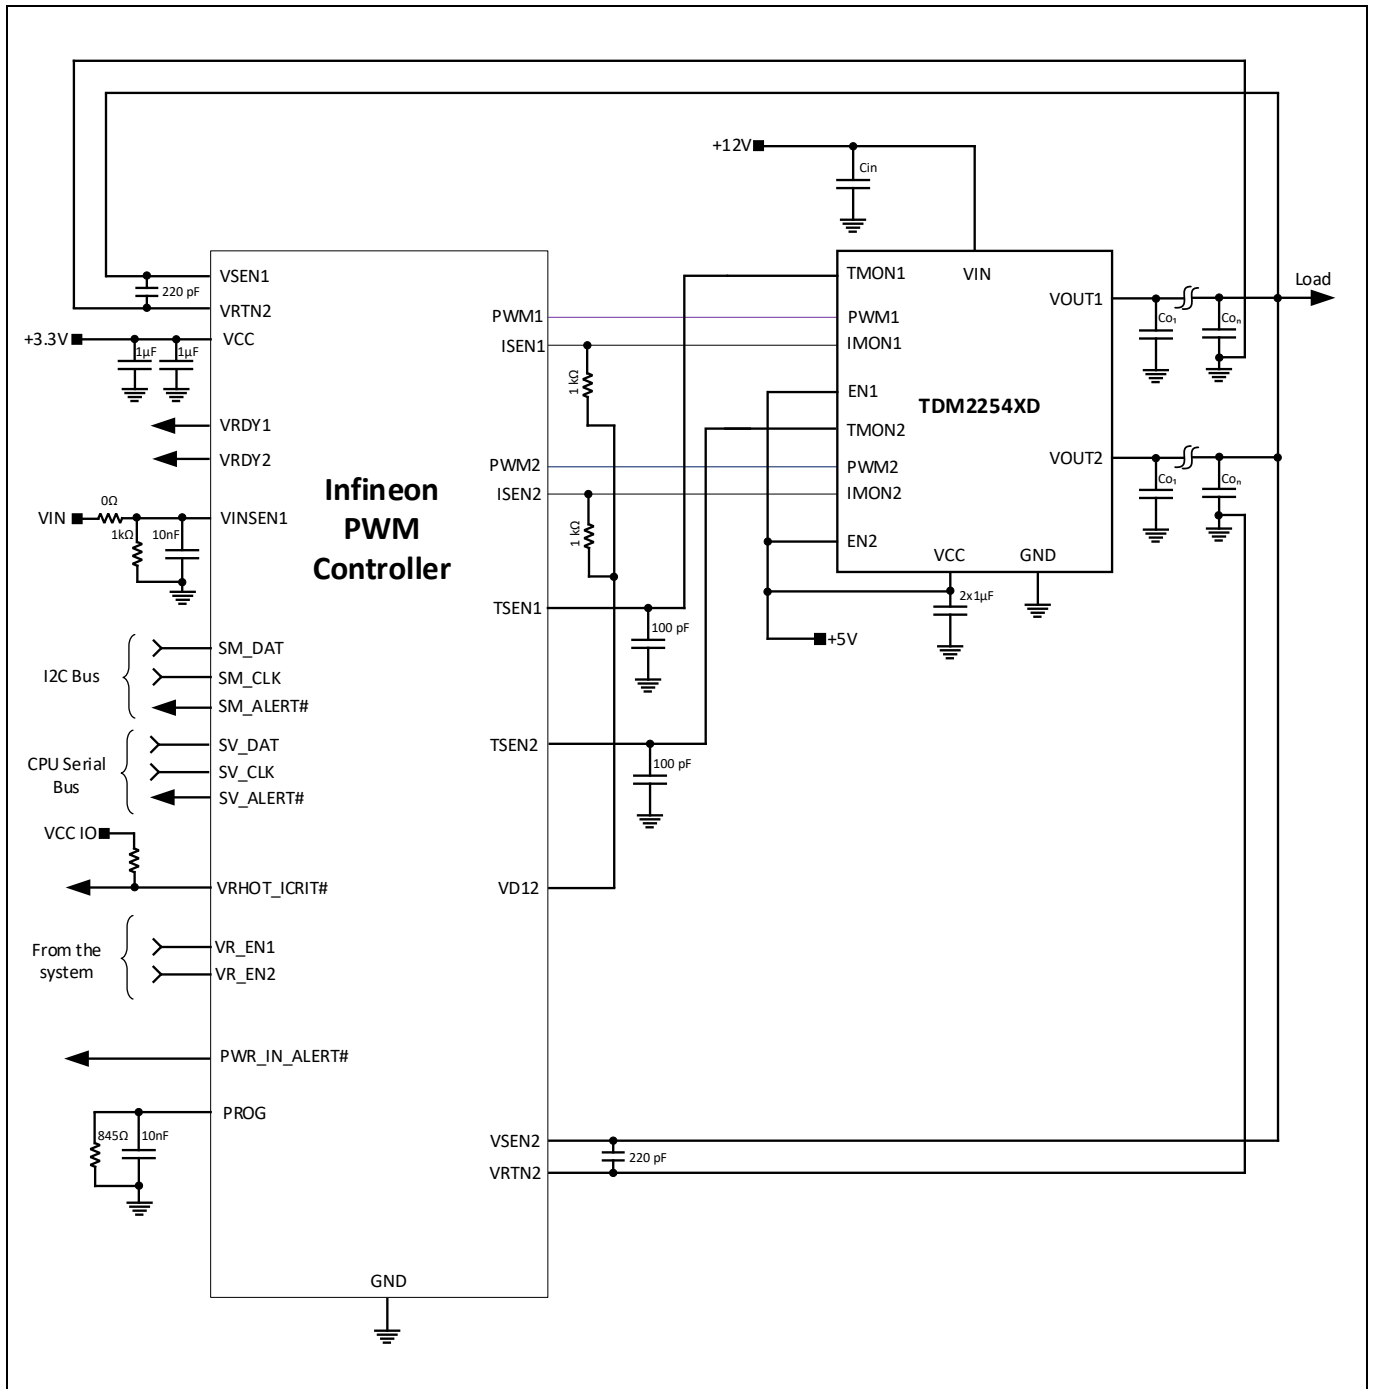 +12V
Cin
VSEN1
220 pF
VRTN2
+3.3V
VCC
1µF
1µF
VRDY1
VRDY2
0Ω
VIN
1kΩ
10nF
VINSEN1
I2C Bus
SM_DAT
SM_CLK
SM_ALERT#
CPU Serial
Bus
SV_DAT
SV_CLK
SV_ALERT#
VCC IO
VRHOT_ICRIT#
From the
system
VR_EN1
VR_EN2
PWR_IN_ALERT#
PROG
845Ω
10nF
Infineon
PWM
Controller
GND
PWM1
ISEN1
1 kΩ
PWM2
ISEN2
1 kΩ
TSEN1
100 pF
TSEN2
100 pF
VD12
VSEN2
220 pF
VRTN2
TMON1
VIN
PWM1
IMON1
EN1
TDM2254XD
TMON2
PWM2
IMON2
EN2
VCC
GND
2x1µF
+5V
VOUT1
Co₁
Coₙ
Load
VOUT2
Co₁
Coₙ